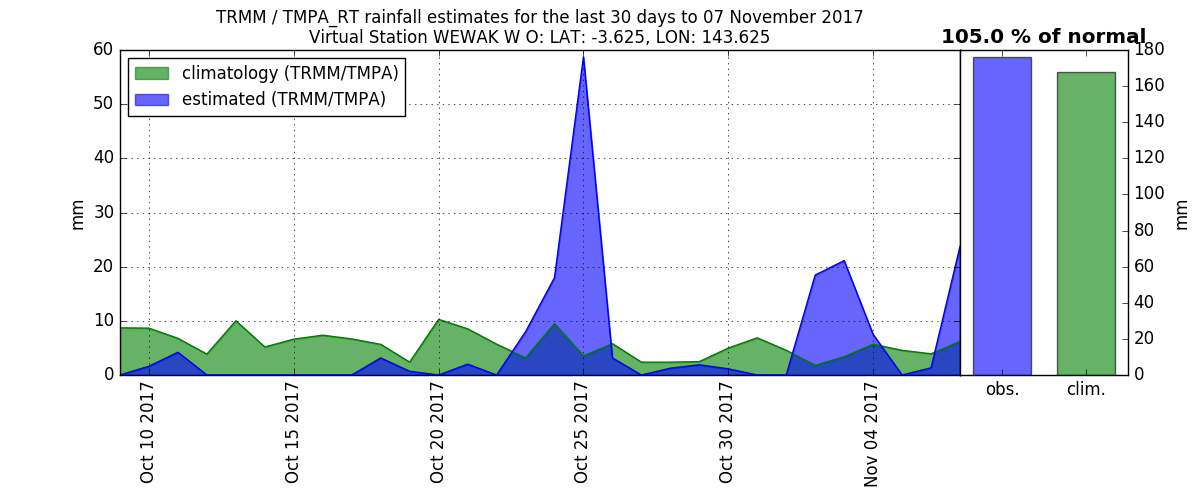 TRMM / TMPA_RT rainfall estimates for the last 30 days to 07 November 2017
Virtual Station WEWAK W O: LAT: -3.625, LON: 143.625
105.0 % of normal
climatology (TRMM/TMPA)
estimated (TRMM/TMPA)
60
50
40
30
20
10
0
mm
Oct 10 2017
Oct 15 2017
Oct 20 2017
Oct 25 2017
Oct 30 2017
Nov 04 2017
obs.
clim.
180
160
140
120
100
80
60
40
20
0
mm